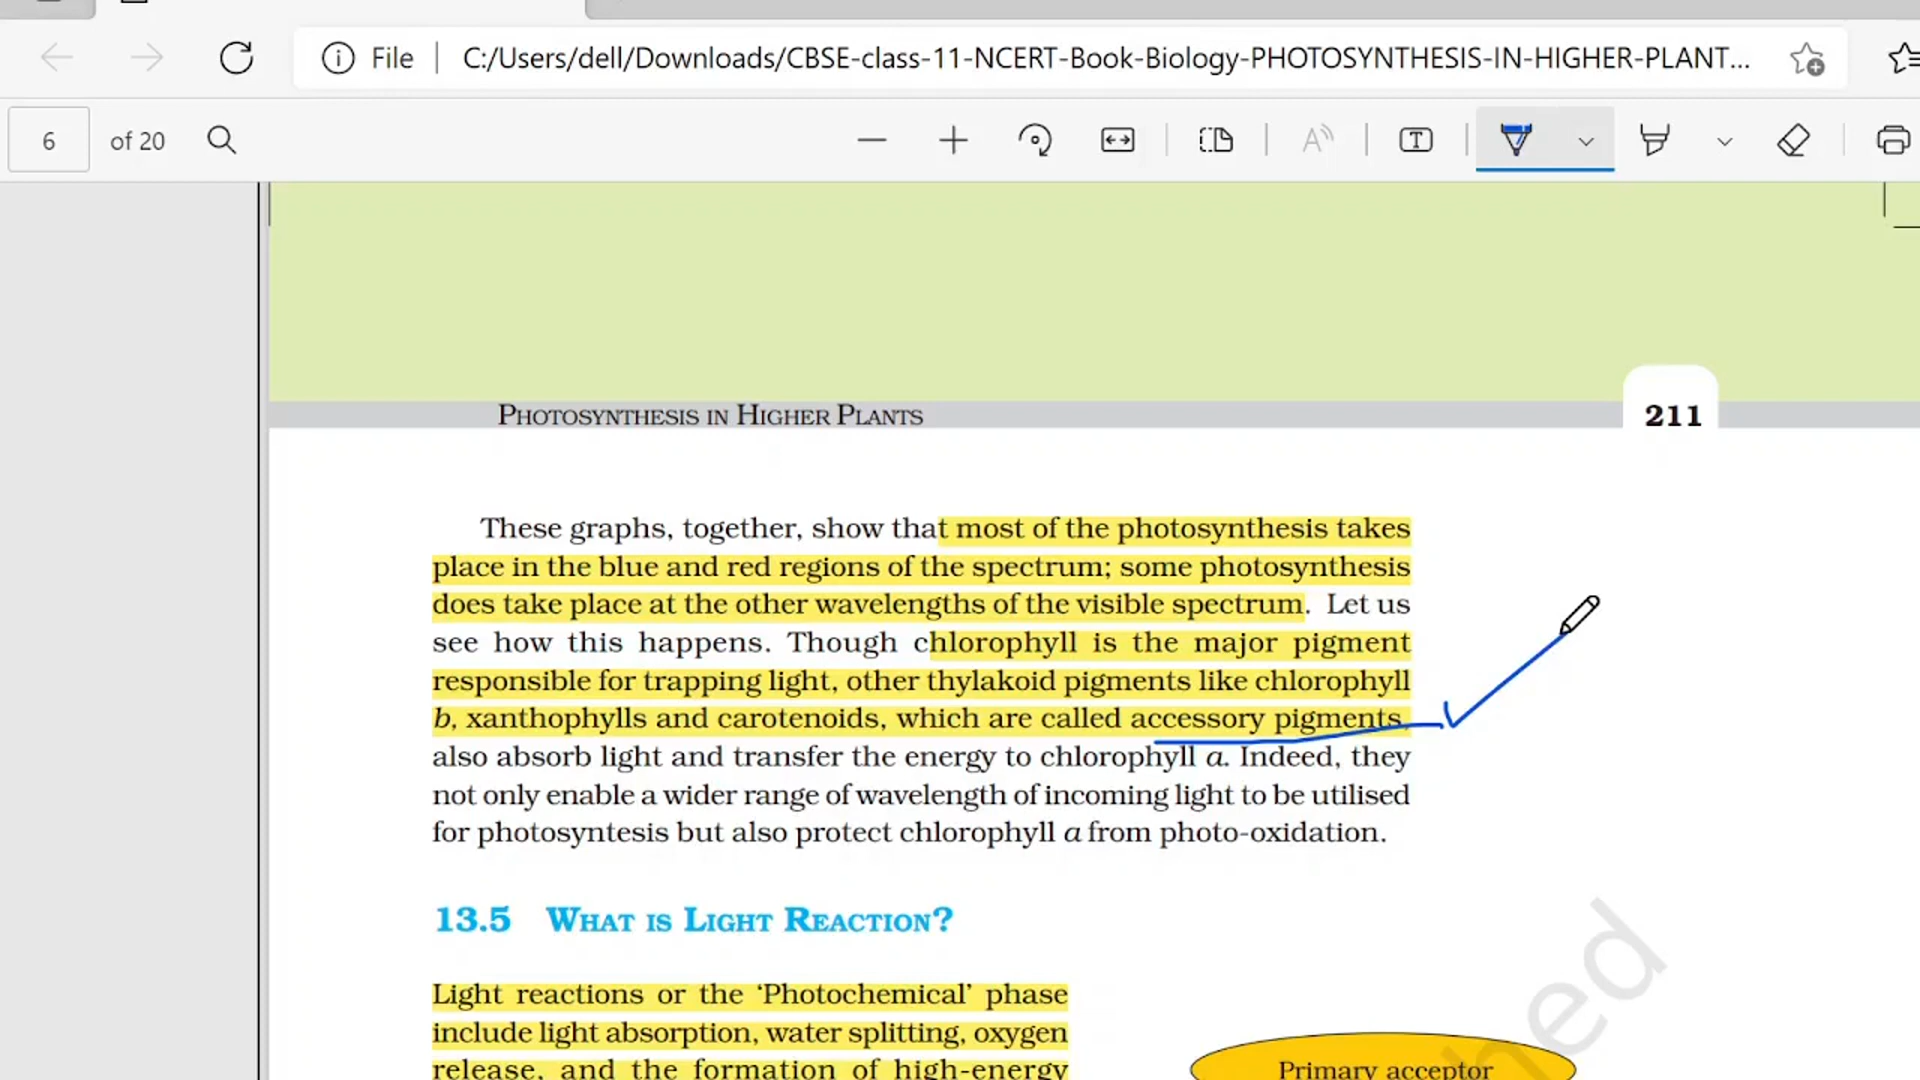 File
C:/Users/dell/Downloads/CBSE-class-11-NCERT-Book-Biology-PHOTOSYNTHESIS-IN-HIGHER-PLANT...
6 of 20
PHOTOSYNTHESIS IN HIGHER PLANTS
211
These graphs, together, show that most of the photosynthesis takes
place in the blue and red regions of the spectrum; some photosynthesis
does take place at the other wavelengths of the visible spectrum. Let us
see how this happens. Though chlorophyll is the major pigment
responsible for trapping light, other thylakoid pigments like chlorophyll
b, xanthophylls and carotenoids, which are called accessory pigments,
also absorb light and transfer the energy to chlorophyll a. Indeed, they
not only enable a wider range of wavelength of incoming light to be utilised
for photosyntesis but also protect chlorophyll a from photo-oxidation.
13.5 WHAT IS LIGHT REACTION?
Light reactions or the ‘Photochemical’ phase
include light absorption, water splitting, oxygen
release, and the formation of high-energy
Primary acceptor